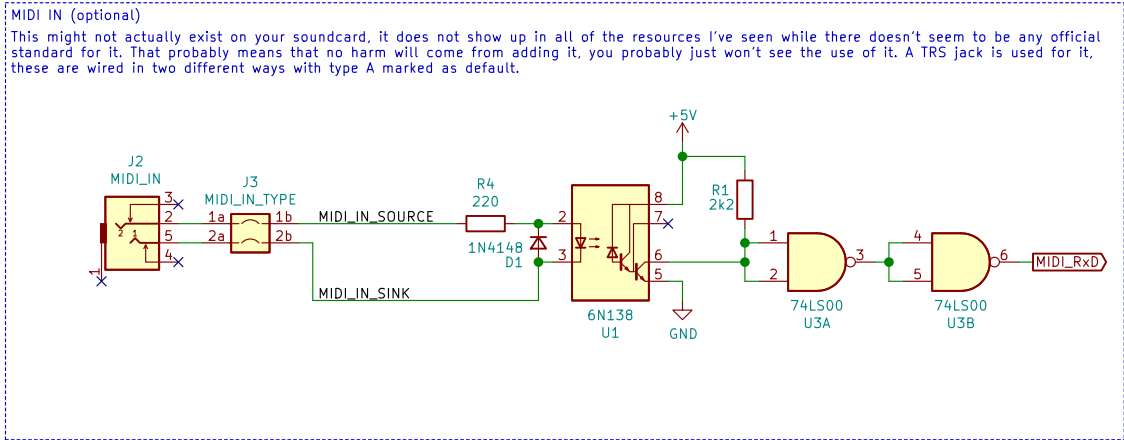 MIDI IN (optional)
This might not actually exist on your soundcard, it does not show up in all of the resources I've seen while there doesn't seem to be any official
standard for it. That probably means that no harm will come from adding it, you probably just won't see the use of it. A TRS jack is used for it,
these are wired in two different ways with type A marked as default.
+5V
J2
MIDI_IN
J3
MIDI_IN_TYPE
R4
220
R1
2k2
3
2
5
4
1
2
1
1a
1b
2a
2b
MIDI_IN_SOURCE
MIDI_IN_SINK
1N4148
D1
2
3
8
7
6
5
6N138
U1
GND
1
2
3
74LS00
U3A
4
5
6
74LS00
U3B
MIDI_RxD